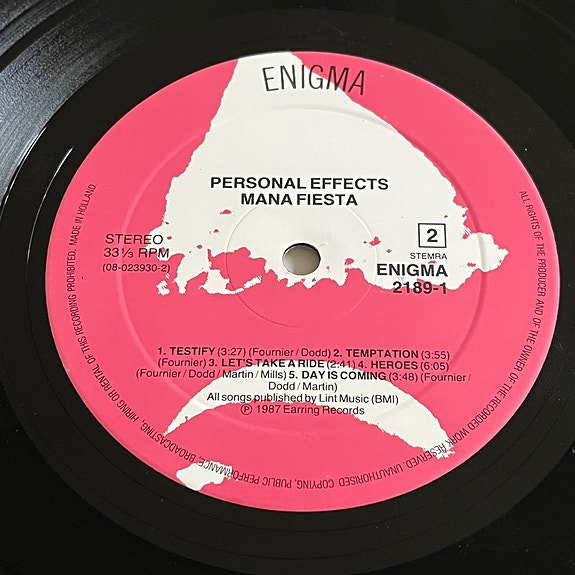 ENIGMA
PERSONAL EFFECTS
MANA FIESTA
STEREO
33⅓ RPM
(08-023930-2)
2
STEMRA
ENIGMA
2189-1
1. TESTIFY (3:27) (Fournier/Dodd) 2. TEMPTATION (3:55)
(Fournier) 3. LET'S TAKE A RIDE (2:41) 4. HEROES (6:05)
(Fournier/Dodd/Martin/Mills) 5. DAY IS COMING (3:48) (Fournier/
Dodd/Martin)
All songs published by Lint Music (BMI)
℗ 1987 Earring Records
ALL RIGHTS OF THE PRODUCER AND OF THE OWNER OF THE RECORDED WORK RESERVED. UNAUTHORISED COPYING, PUBLIC PERFORMANCE, BROADCASTING, HIRING OR RENTAL OF THIS RECORDING PROHIBITED. MADE IN HOLLAND